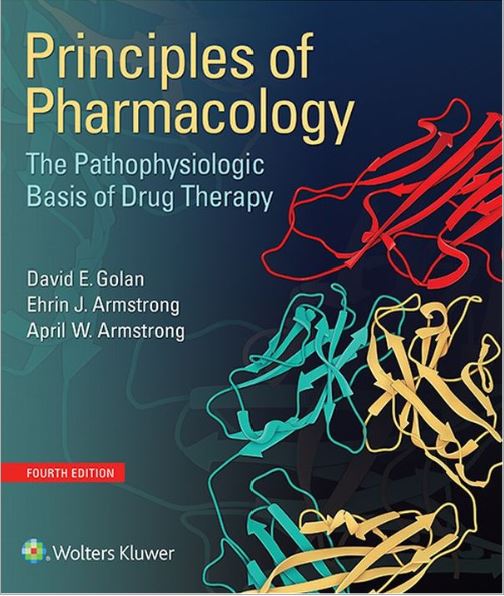 Principles of
Pharmacology
The Pathophysiologic
Basis of Drug Therapy
David E. Golan
Ehrin J. Armstrong
April W. Armstrong
FOURTH EDITION
Wolters Kluwer